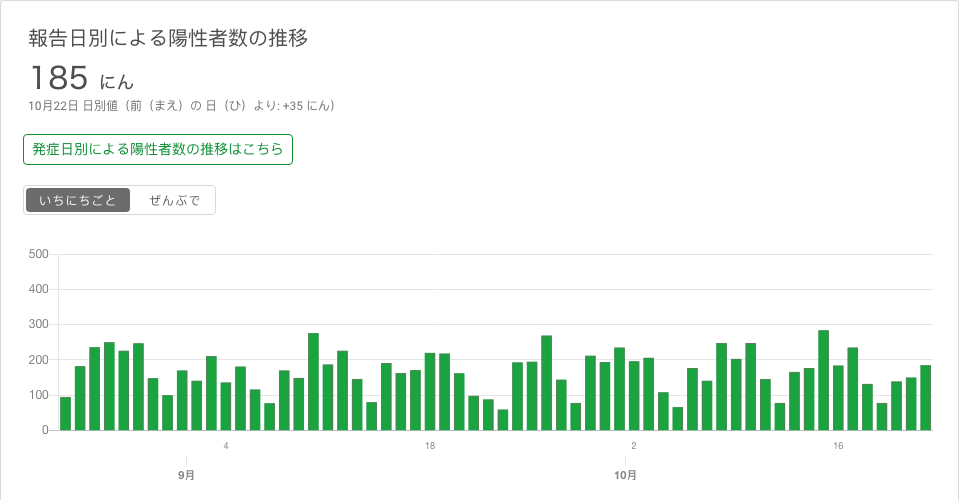 報告日別による陽性者数の推移
185 にん
10月22日 日別値（前（まえ）の 日（ひ）より: +35 にん）
発症日別による陽性者数の推移はこちら
いちにちごと ぜんぶで
500
400
300
200
100
0
4 18 2 16
9月 10月